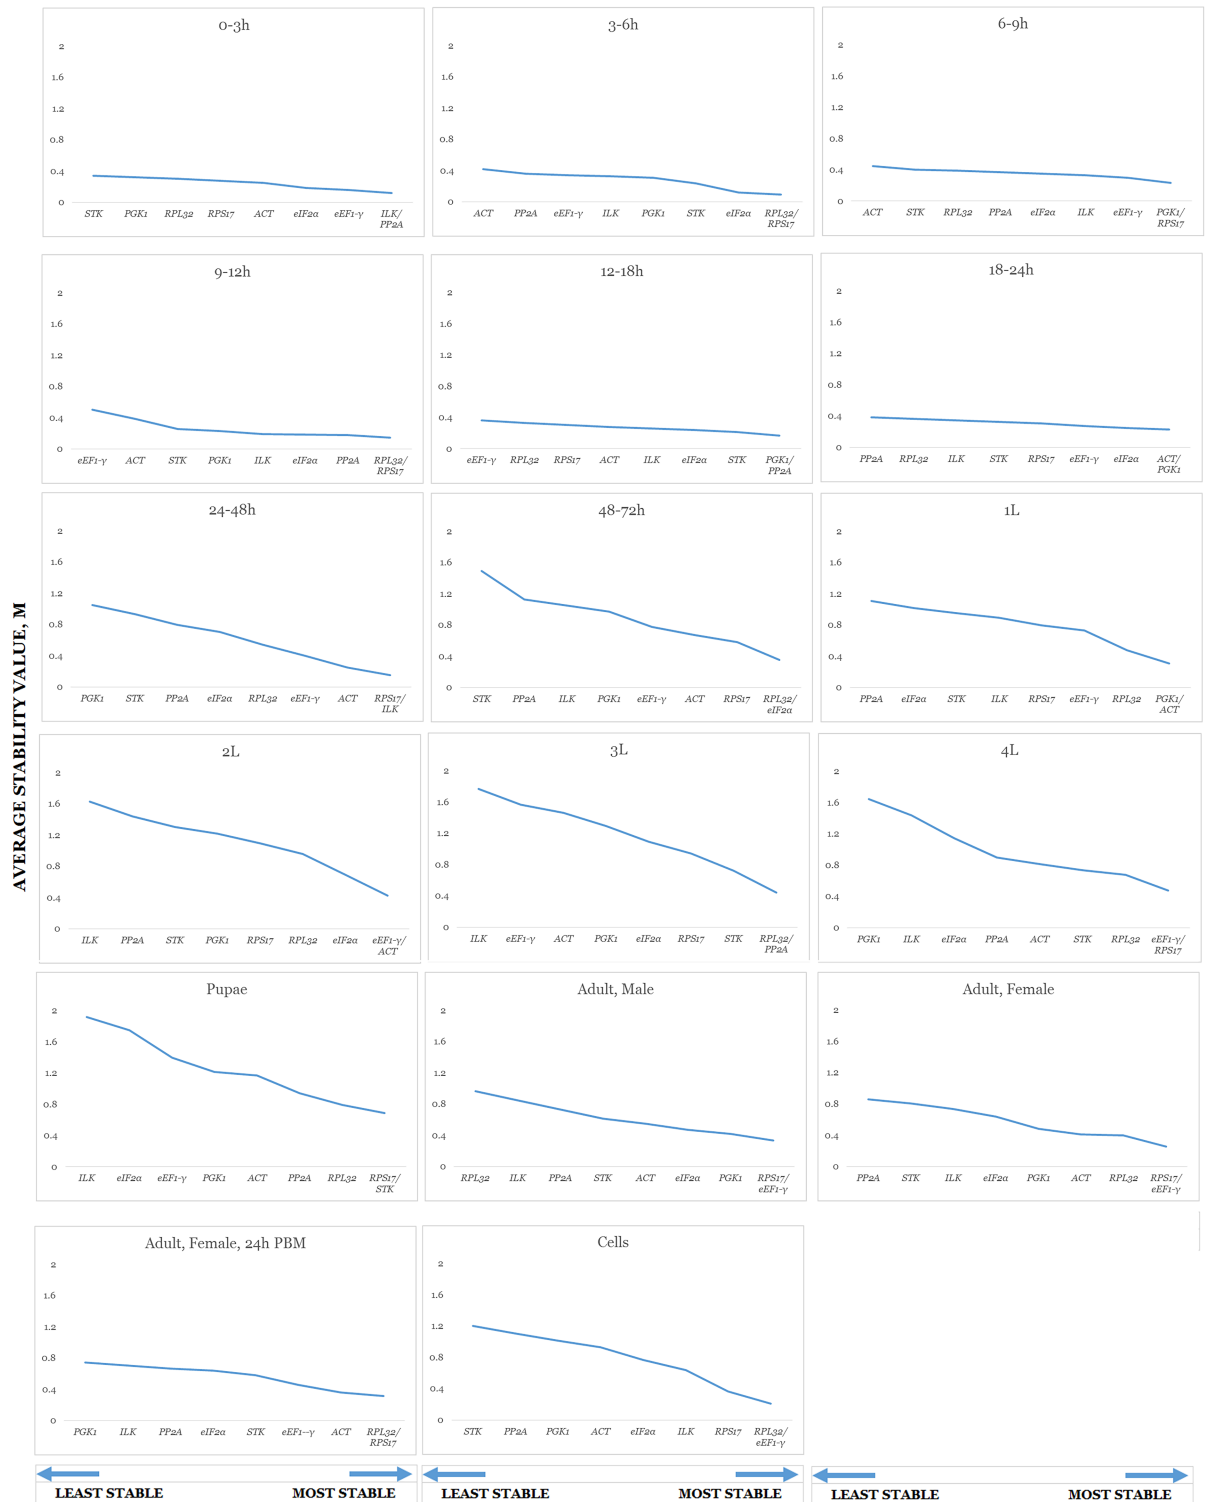 0-3h
2
1.6
1.2
0.8
0.4
0
STK PGK1 RPL32 RPS17 ACT eIF2α eEF1-γ ILK/
PP2A
3-6h
2
1.6
1.2
0.8
0.4
0
ACT PP2A eEF1-γ ILK PGK1 STK eIF2α RPL32/
RPS17
6-9h
2
1.6
1.2
0.8
0.4
0
ACT STK RPL32 PP2A eIF2α ILK eEF1-γ PGK1/
RPS17
9-12h
2
1.6
1.2
0.8
0.4
0
eEF1-γ ACT STK PGK1 ILK eIF2α PP2A RPL32/
RPS17
12-18h
2
1.6
1.2
0.8
0.4
0
eEF1-γ RPL32 RPS17 ACT ILK eIF2α STK PGK1/
PP2A
18-24h
2
1.6
1.2
0.8
0.4
0
PP2A RPL32 ILK STK RPS17 eEF1-γ eIF2α ACT/
PGK1
AVERAGE STABILITY VALUE, M
24-48h
2
1.6
1.2
0.8
0.4
0
PGK1 STK PP2A eIF2α RPL32 eEF1-γ ACT RPS17/
ILK
48-72h
2
1.6
1.2
0.8
0.4
0
STK PP2A ILK PGK1 eEF1-γ ACT RPS17 RPL32/
eIF2α
1L
2
1.6
1.2
0.8
0.4
0
PP2A eIF2α STK ILK RPS17 eEF1-γ RPL32 PGK1/
ACT
2L
2
1.6
1.2
0.8
0.4
0
ILK PP2A STK PGK1 RPS17 RPL32 eIF2α eEF1-γ/
ACT
3L
2
1.6
1.2
0.8
0.4
0
ILK eEF1-γ ACT PGK1 eIF2α RPS17 STK RPL32/
PP2A
4L
2
1.6
1.2
0.8
0.4
0
PGK1 ILK eIF2α PP2A ACT STK RPL32 eEF1-γ/
RPS17
Pupae
2
1.6
1.2
0.8
0.4
0
ILK eIF2α eEF1-γ PGK1 ACT PP2A RPL32 RPS17/
STK
Adult, Male
2
1.6
1.2
0.8
0.4
0
RPL32 ILK PP2A STK ACT eIF2α PGK1 RPS17/
eEF1-γ
Adult, Female
2
1.6
1.2
0.8
0.4
0
PP2A STK ILK eIF2α PGK1 ACT RPL32 RPS17/
eEF1-γ
Adult, Female, 24h PBM
2
1.6
1.2
0.8
0.4
0
PGK1 ILK PP2A eIF2α STK eEF1--γ ACT RPL32/
RPS17
Cells
2
1.6
1.2
0.8
0.4
0
STK PP2A PGK1 ACT eIF2α ILK RPS17 RPL32/
eEF1-γ
LEAST STABLE MOST STABLE
LEAST STABLE MOST STABLE
LEAST STABLE MOST STABLE